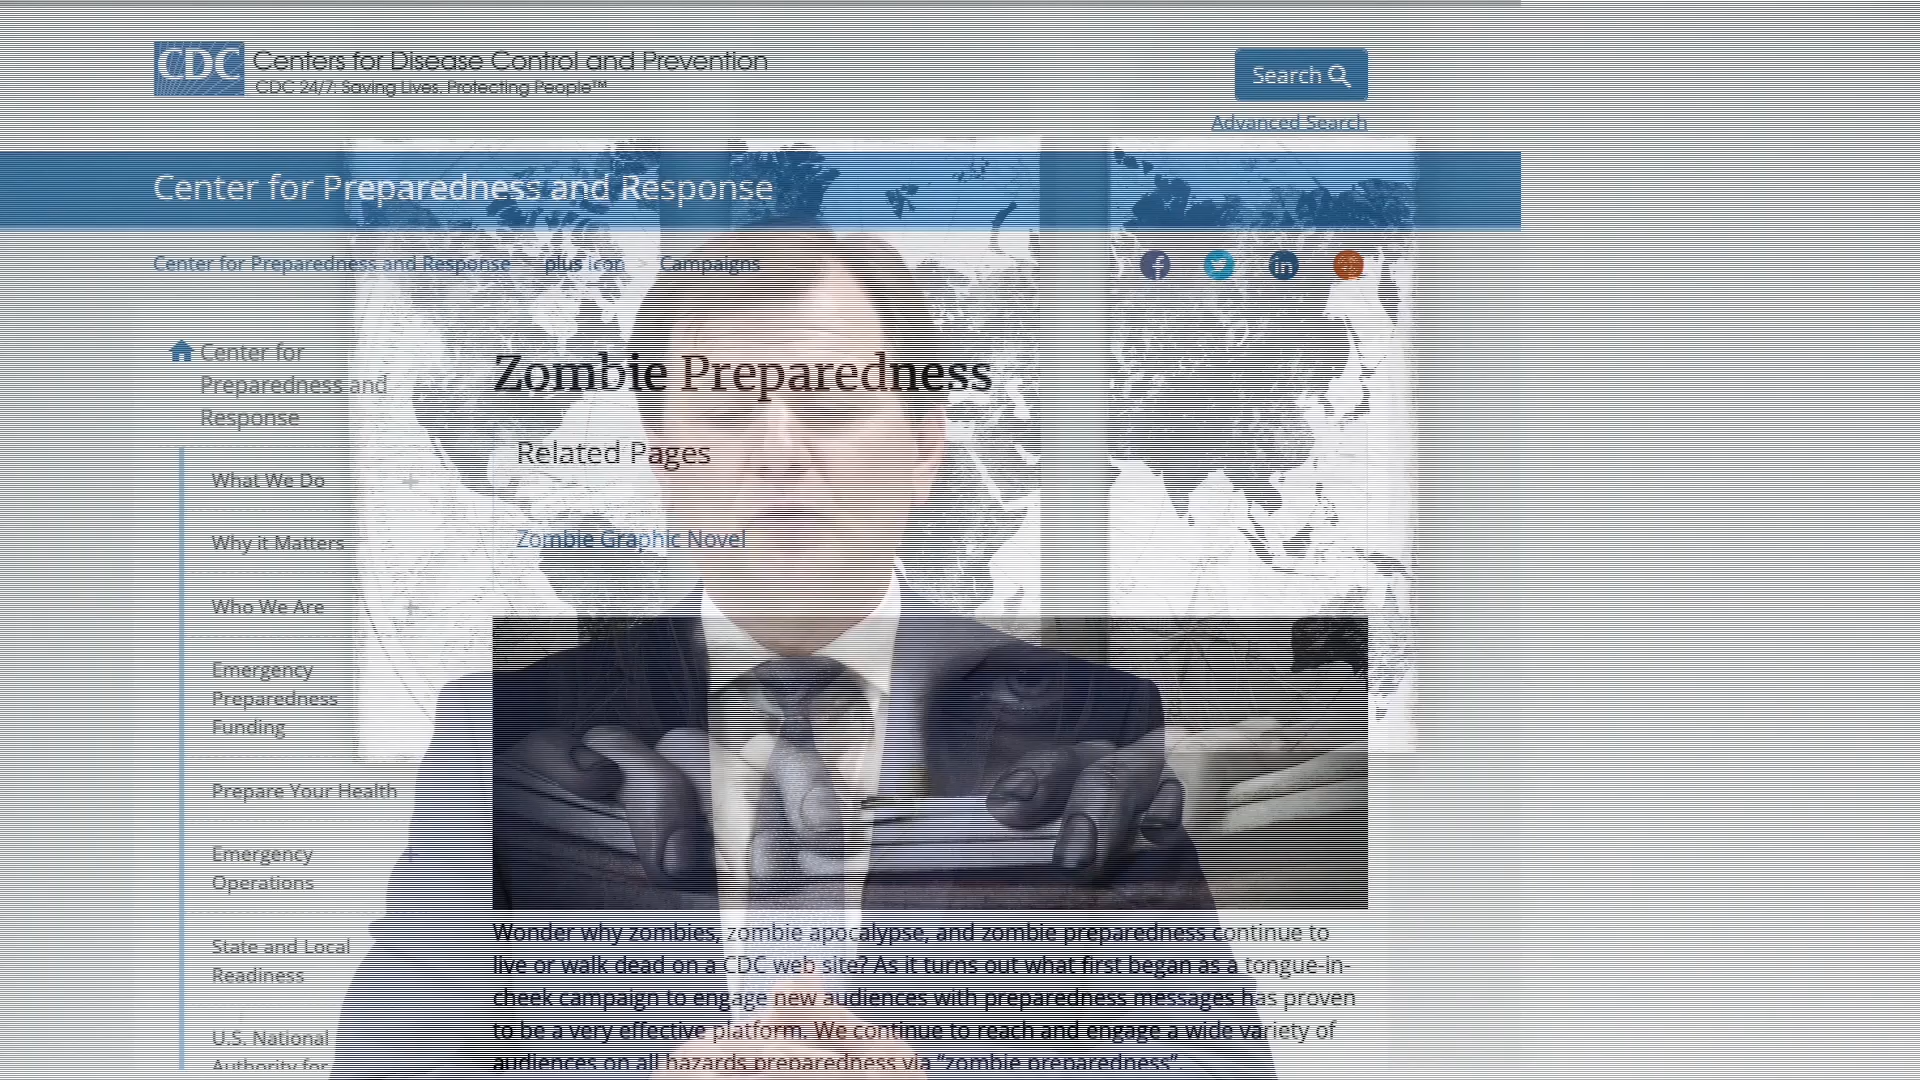 CDC Centers for Disease Control and Prevention
CDC 24/7: Saving Lives, Protecting People™
Search
Advanced Search
Center for Preparedness and Response
Center for Preparedness and Response > plus icon > Campaigns
Center for
Preparedness and
Response
What We Do +
Why it Matters
Who We Are +
Emergency
Preparedness
Funding
Prepare Your Health
Emergency +
Operations
State and Local
Readiness
U.S. National
Authority for
Zombie Preparedness
Related Pages
Zombie Graphic Novel
Wonder why zombies, zombie apocalypse, and zombie preparedness continue to
live or walk dead on a CDC web site? As it turns out what first began as a tongue-in-
cheek campaign to engage new audiences with preparedness messages has proven
to be a very effective platform. We continue to reach and engage a wide variety of
audiences on all hazards preparedness via “zombie preparedness”.